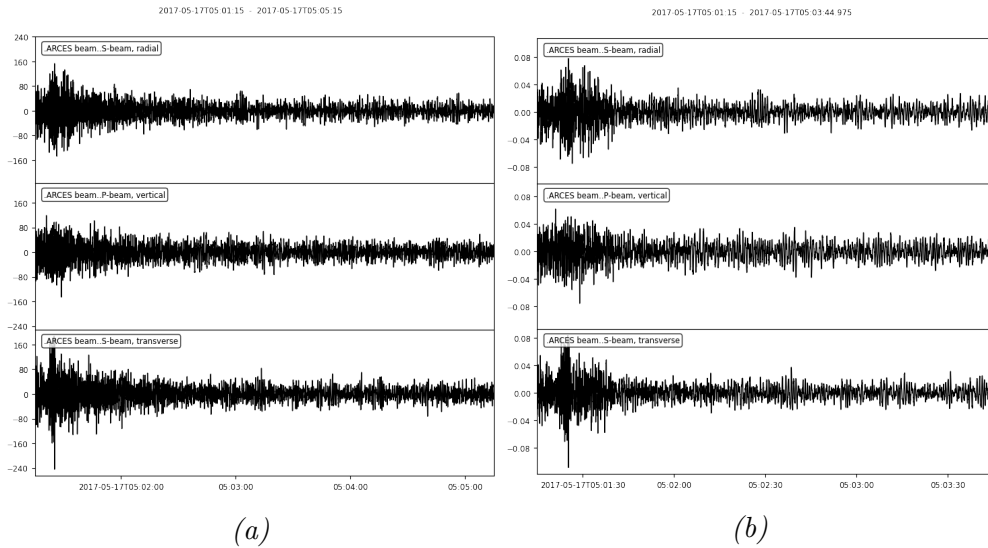 2017-05-17T05:01:15 - 2017-05-17T05:05:15
240
.ARCES beam..S-beam, radial
160
80
0
−80
−160
.ARCES beam..P-beam, vertical
160
80
0
−80
−160
−240
.ARCES beam..S-beam, transverse
160
80
0
−80
−160
−240
2017-05-17T05:02:00 05:03:00 05:04:00 05:05:00
(a)
2017-05-17T05:01:15 - 2017-05-17T05:03:44.975
.ARCES beam..S-beam, radial
0.08
0.04
0.00
−0.04
−0.08
.ARCES beam..P-beam, vertical
0.08
0.04
0.00
−0.04
−0.08
.ARCES beam..S-beam, transverse
0.08
0.04
0.00
−0.04
−0.08
2017-05-17T05:01:30 05:02:00 05:02:30 05:03:00 05:03:30
(b)